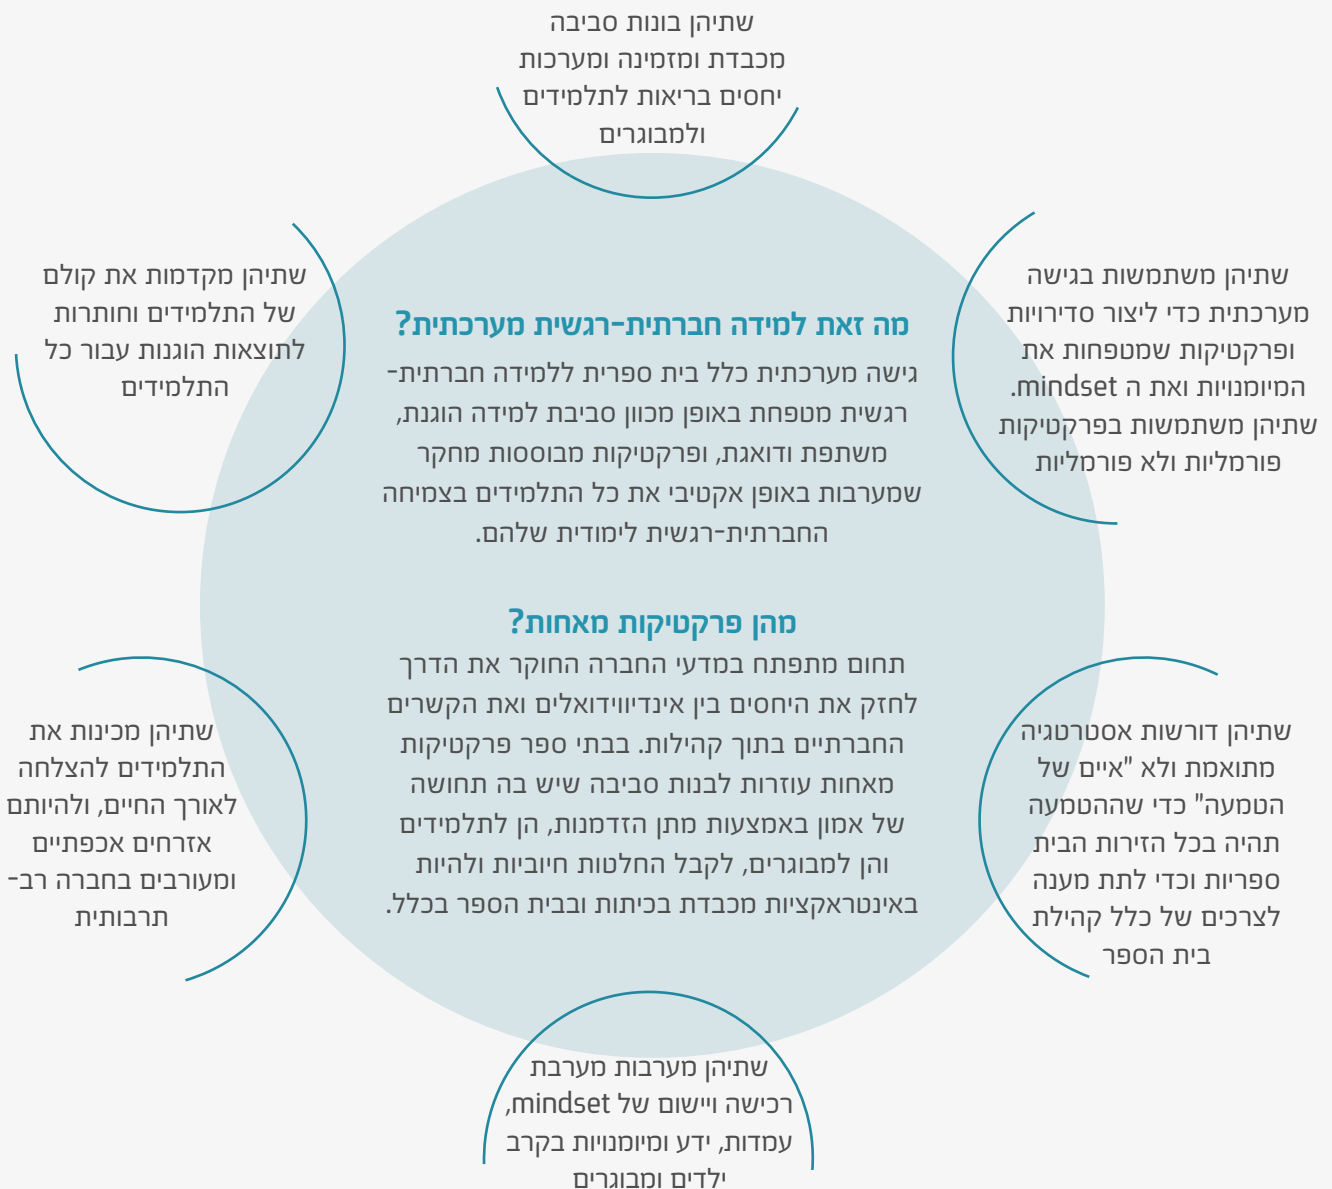 שתיהן בונות סביבה
מכבדת ומזמינה ומערכות
יחסים בריאות לתלמידים
ולמבוגרים
שתיהן משתמשות בגישה
מערכתית כדי ליצור סדירויות
ופרקטיקות שמטפחות את
המיומנויות ואת ה mindset.
שתיהן משתמשות בפרקטיקות
פורמליות ולא פורמליות
שתיהן מקדמות את קולם
של התלמידים וחותרות
לתוצאות הוגנות עבור כל
התלמידים
מה זאת למידה חברתית-רגשית מערכתית?
גישה מערכתית כלל בית ספרית ללמידה חברתית-
רגשית מטפחת באופן מכוון סביבת למידה הוגנת,
משתפת ודואגת, ופרקטיקות מבוססות מחקר
שמערבות באופן אקטיבי את כל התלמידים בצמיחה
החברתית-רגשית לימודית שלהם.
מהן פרקטיקות מאחות?
תחום מתפתח במדעי החברה החוקר את הדרך
לחזק את היחסים בין אינדיווידואלים ואת הקשרים
החברתיים בתוך קהילות. בבתי ספר פרקטיקות
מאחות עוזרות לבנות סביבה שיש בה תחושה
של אמון באמצעות מתן הזדמנות, הן לתלמידים
והן למבוגרים, לקבל החלטות חיוביות ולהיות
באינטראקציות מכבדת בכיתות ובבית הספר בכלל.
שתיהן דורשות אסטרטגיה
מתואמת ולא "איים של
הטמעה" כדי שההטמעה
תהיה בכל הזירות הבית
ספריות וכדי לתת מענה
לצרכים של כלל קהילת
בית הספר
שתיהן מכינות את
התלמידים להצלחה
לאורך החיים, ולהיותם
אזרחים אכפתיים
ומעורבים בחברה רב-
תרבותית
שתיהן מערבות מערבת
רכישה ויישום של mindset,
עמדות, ידע ומיומנויות בקרב
ילדים ומבוגרים